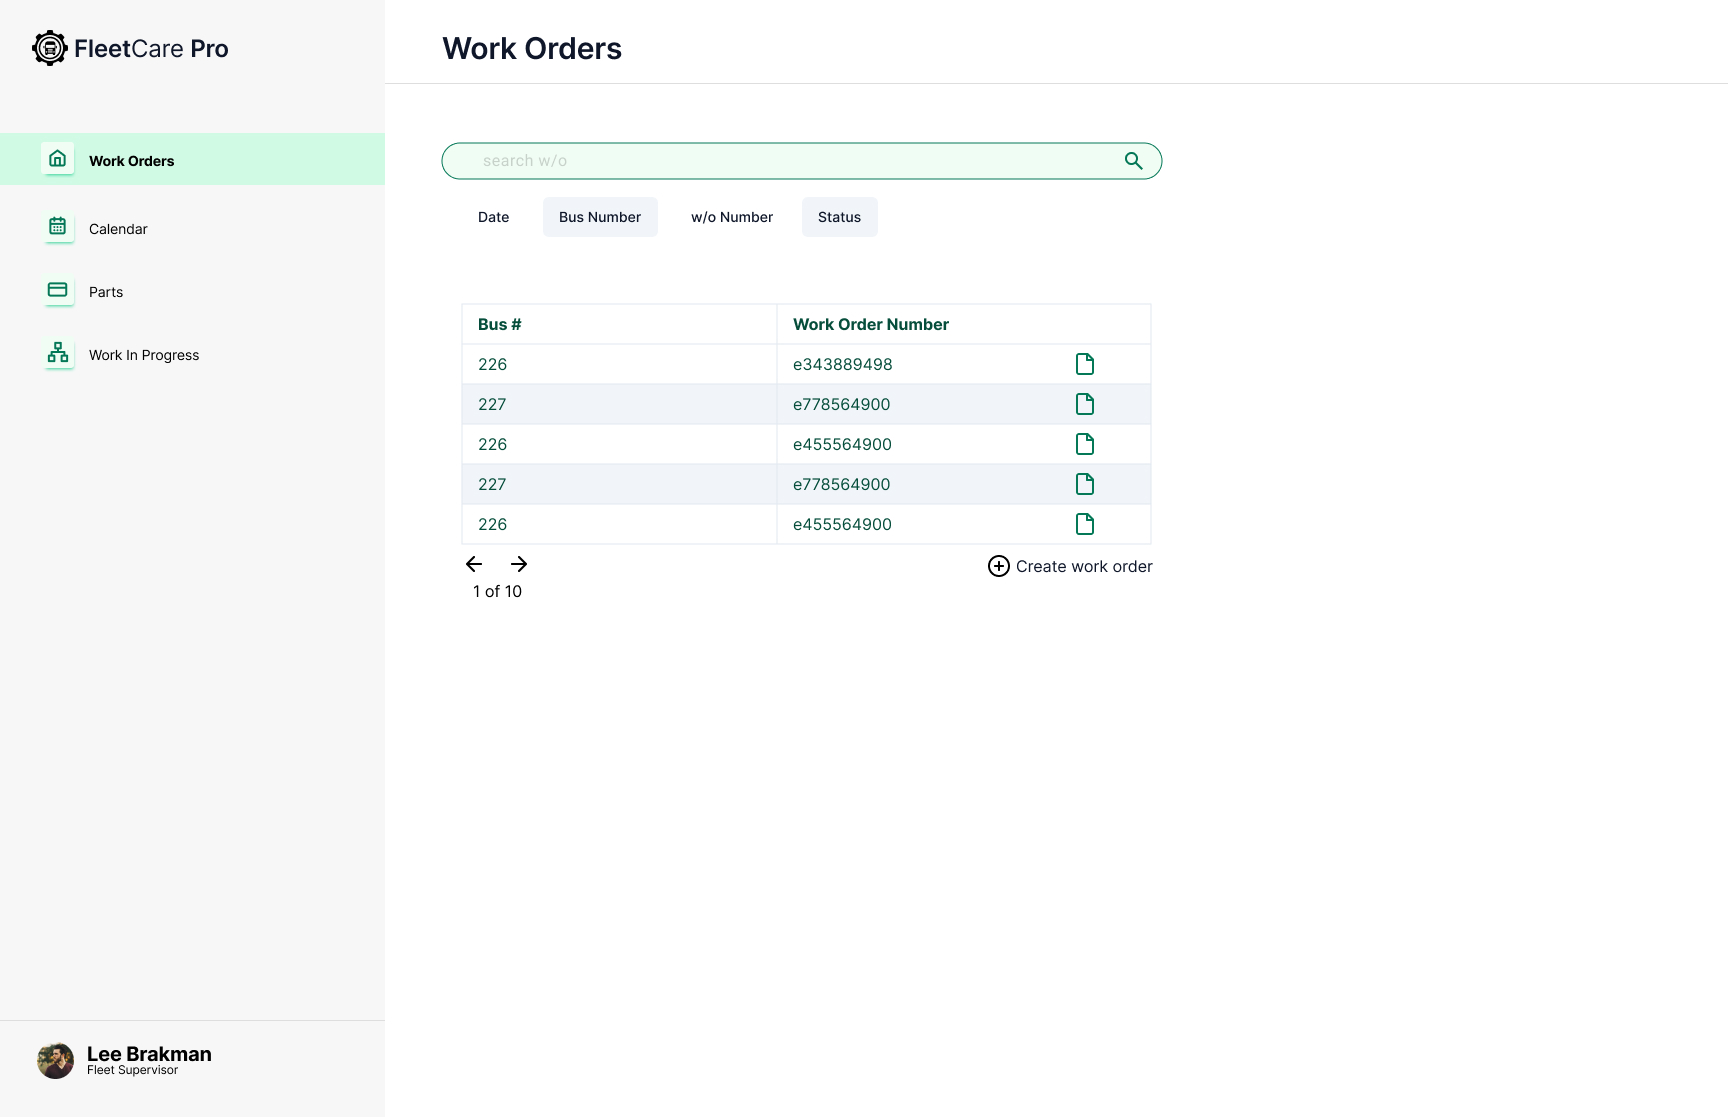 FleetCare Pro
Work Orders
Work Orders
Calendar
Parts
Work In Progress
search w/o
Date Bus Number w/o Number Status
Bus # Work Order Number
226 e343889498
227 e778564900
226 e455564900
227 e778564900
226 e455564900
1 of 10
Create work order
Lee Brakman
Fleet Supervisor